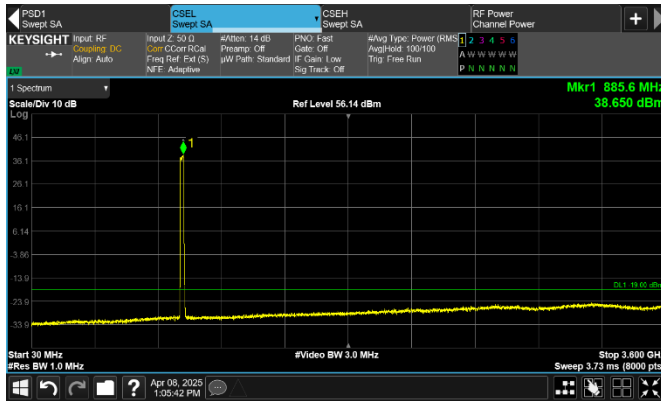 PSD1
Swept SA
CSEL
Swept SA
CSEH
Swept SA
RF Power
Channel Power
+
KEYSIGHT
Input: RF
Coupling: DC
Align: Auto
Input Z: 50 Ω
Corr CCorr RCal
Freq Ref: Ext (S)
NFE: Adaptive
#Atten: 14 dB
Preamp: Off
µW Path: Standard
PNO: Fast
Gate: Off
IF Gain: Low
Sig Track: Off
#Avg Type: Power (RMS
Avg|Hold: 100/100
Trig: Free Run
1 2 3 4 5 6
A W W W W W
P N N N N N
1 Spectrum
Scale/Div 10 dB
Ref Level 56.14 dBm
Mkr1 885.6 MHz
38.650 dBm
Log
1
46.1
36.1
26.1
16.1
6.14
-3.86
-13.9
-23.9
-33.9
DL1 -19.00 dBm
Start 30 MHz
#Video BW 3.0 MHz
Stop 3.600 GH
#Res BW 1.0 MHz
Sweep 3.73 ms (8000 pts
?
Apr 08, 2025
1:05:42 PM